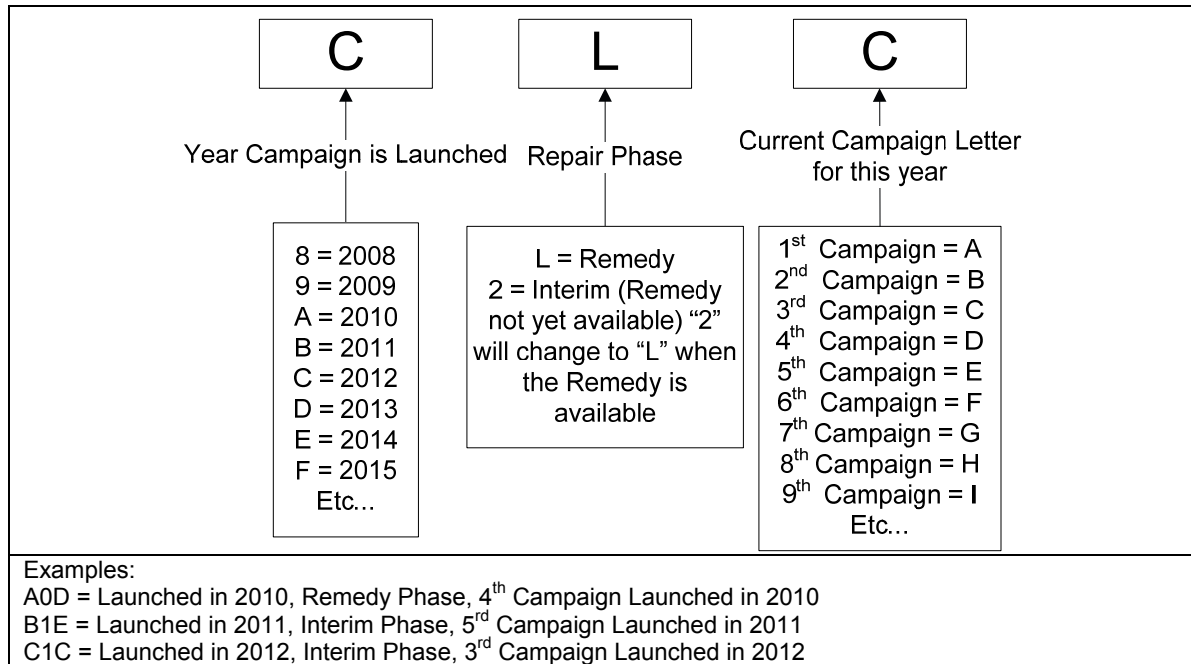 C L C
Year Campaign is Launched
Repair Phase
Current Campaign Letter
for this year
8 = 2008
9 = 2009
A = 2010
B = 2011
C = 2012
D = 2013
E = 2014
F = 2015
Etc...
L = Remedy
2 = Interim (Remedy
not yet available) “2”
will change to “L” when
the Remedy is
available
1st Campaign = A
2nd Campaign = B
3rd Campaign = C
4th Campaign = D
5th Campaign = E
6th Campaign = F
7th Campaign = G
8th Campaign = H
9th Campaign = I
Etc...
Examples:
A0D = Launched in 2010, Remedy Phase, 4th Campaign Launched in 2010
B1E = Launched in 2011, Interim Phase, 5rd Campaign Launched in 2011
C1C = Launched in 2012, Interim Phase, 3rd Campaign Launched in 2012